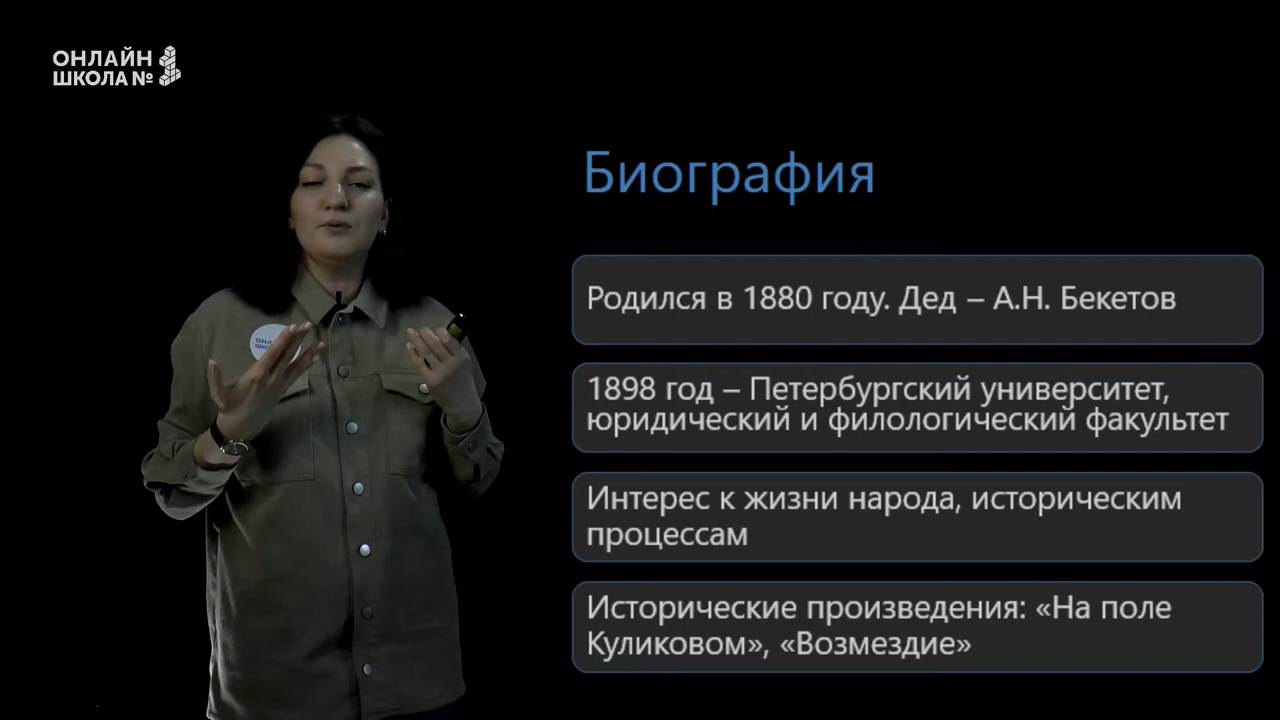 ОНЛАЙН
ШКОЛА №
Биография
Родился в 1880 году. Дед – А.Н. Бекетов
1898 год – Петербургский университет,
юридический и филологический факультет
Интерес к жизни народа, историческим
процессам
Исторические произведения: «На поле
Куликовом», «Возмездие»